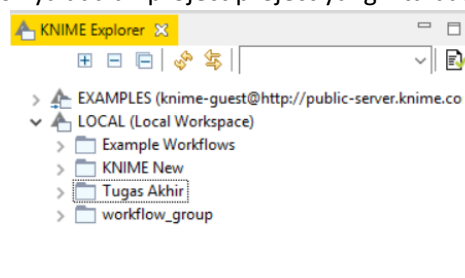 KNIME Explorer
EXAMPLES (knime-guest@http://public-server.knime.co
LOCAL (Local Workspace)
Example Workflows
KNIME New
Tugas Akhir
workflow_group